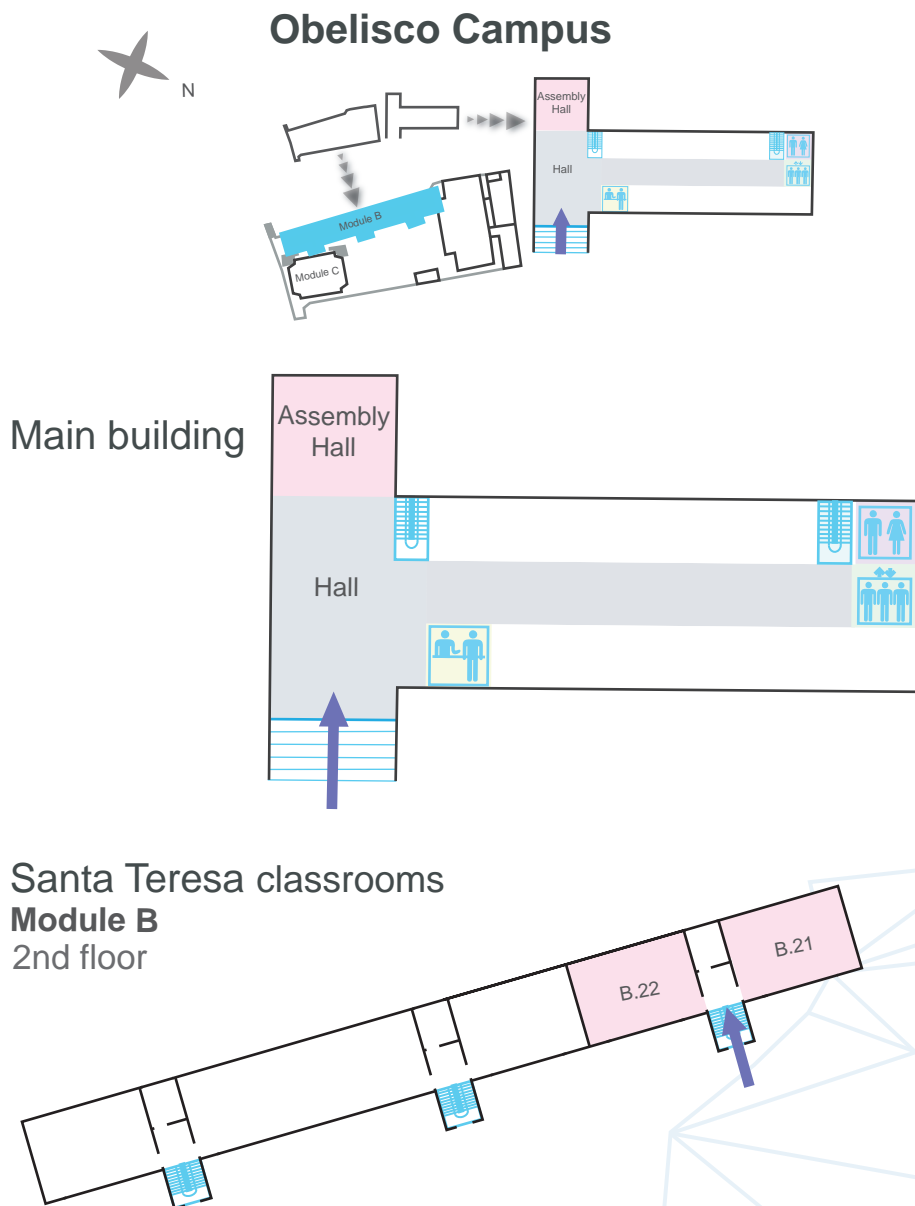 Obelisco Campus
N
Assembly
Hall
Hall
Module B
Module C
Main building
Assembly
Hall
Hall
Santa Teresa classrooms
Module B
2nd floor
B.21
B.22